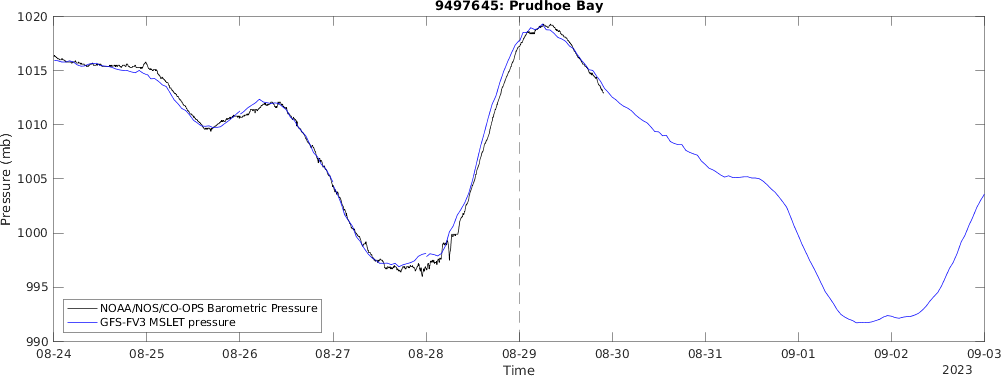 9497645: Prudhoe Bay
Pressure (mb)
1020
1015
1010
1005
1000
995
990
NOAA/NOS/CO-OPS Barometric Pressure
GFS-FV3 MSLET pressure
08-24 08-25 08-26 08-27 08-28 08-29 08-30 08-31 09-01 09-02 09-03
Time
2023